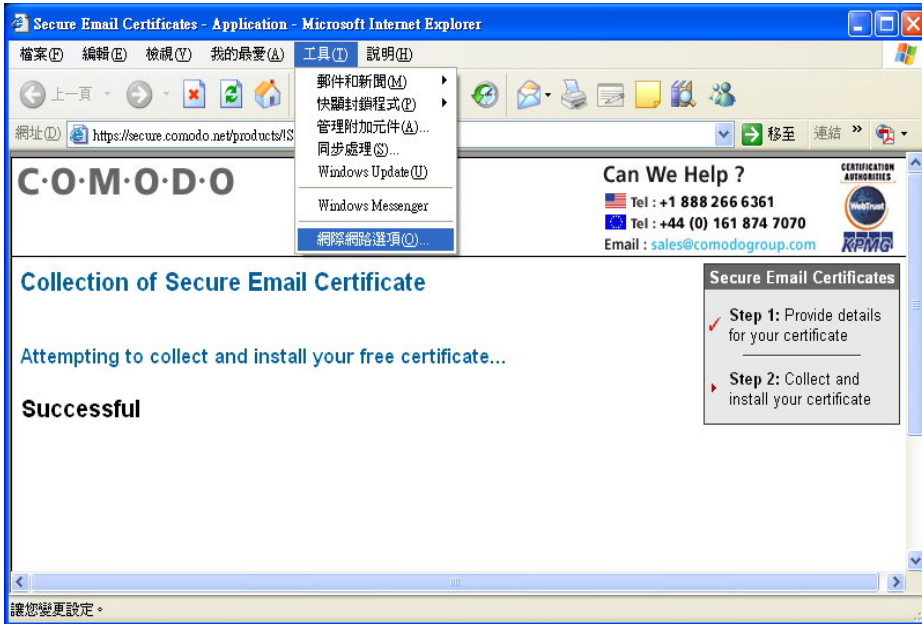 Secure Email Certificates - Application - Microsoft Internet Explorer
檔案(F) 編輯(E) 檢視(V) 我的最愛(A) 工具(T) 說明(H)
上一頁
郵件和新聞(M)
快顯封鎖程式(P)
管理附加元件(A)...
同步處理(S)...
Windows Update(U)
Windows Messenger
網際網路選項(O)...
網址(D) https://secure.comodo.net/products/!S 移至 連結 »
C·O·M·O·D·O
Can We Help ?
Tel : +1 888 266 6361
Tel : +44 (0) 161 874 7070
Email : sales@comodogroup.com
CERTIFICATION
AUTHORITIES
WebTrust
KPMG
Collection of Secure Email Certificate
Attempting to collect and install your free certificate...
Successful
Secure Email Certificates
Step 1: Provide details
for your certificate
Step 2: Collect and
install your certificate
讓您變更設定。